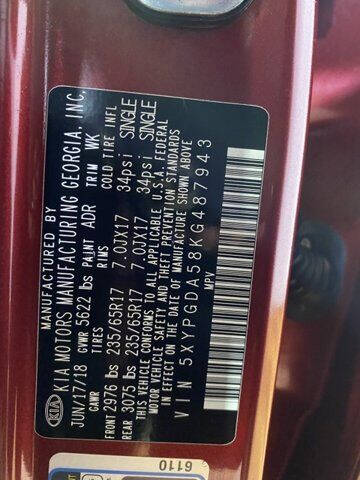 KIA
MANUFACTURED BY
KIA MOTORS MANUFACTURING GEORGIA, INC.
JUN/17/18 PAINT ADR TRIM WK
GVWR 5622 lbs
GAWR TIRES RIMS COLD TIRE INFL
FRONT 2976 lbs 235/65R17 7.0JX17 34psi SINGLE
REAR 3075 lbs 235/65R17 7.0JX17 34psi SINGLE
THIS VEHICLE CONFORMS TO ALL APPLICABLE U.S.A. FEDERAL
MOTOR VEHICLE SAFETY AND THEFT PREVENTION STANDARDS
IN EFFECT ON THE DATE OF MANUFACTURE SHOWN ABOVE
VIN 5XYPGDA58KG487943
MPV
6110